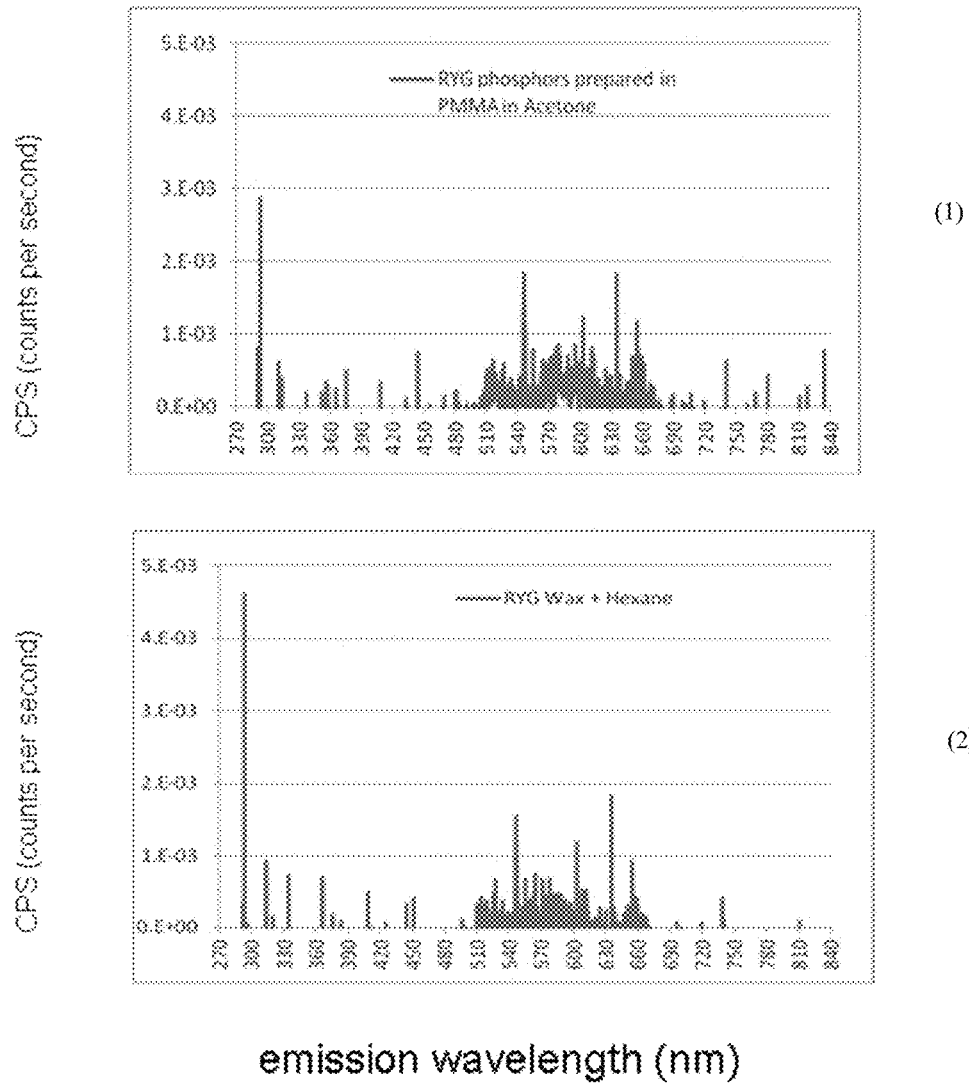 CPS (counts per second)
5.E-03
4.E-03
3.E-03
2.E-03
1.E-03
0.E+00
RYG phosphors prepared in
PMMA in Acetone
270 300 330 360 390 420 450 480 510 540 570 600 630 660 690 720 750 780 810 840
(1)
CPS (counts per second)
5.E-03
4.E-03
3.E-03
2.E-03
1.E-03
0.E+00
RYG Wax + Hexane
270 300 330 360 390 420 450 480 510 540 570 600 630 660 690 720 750 780 810 840
(2)
emission wavelength (nm)